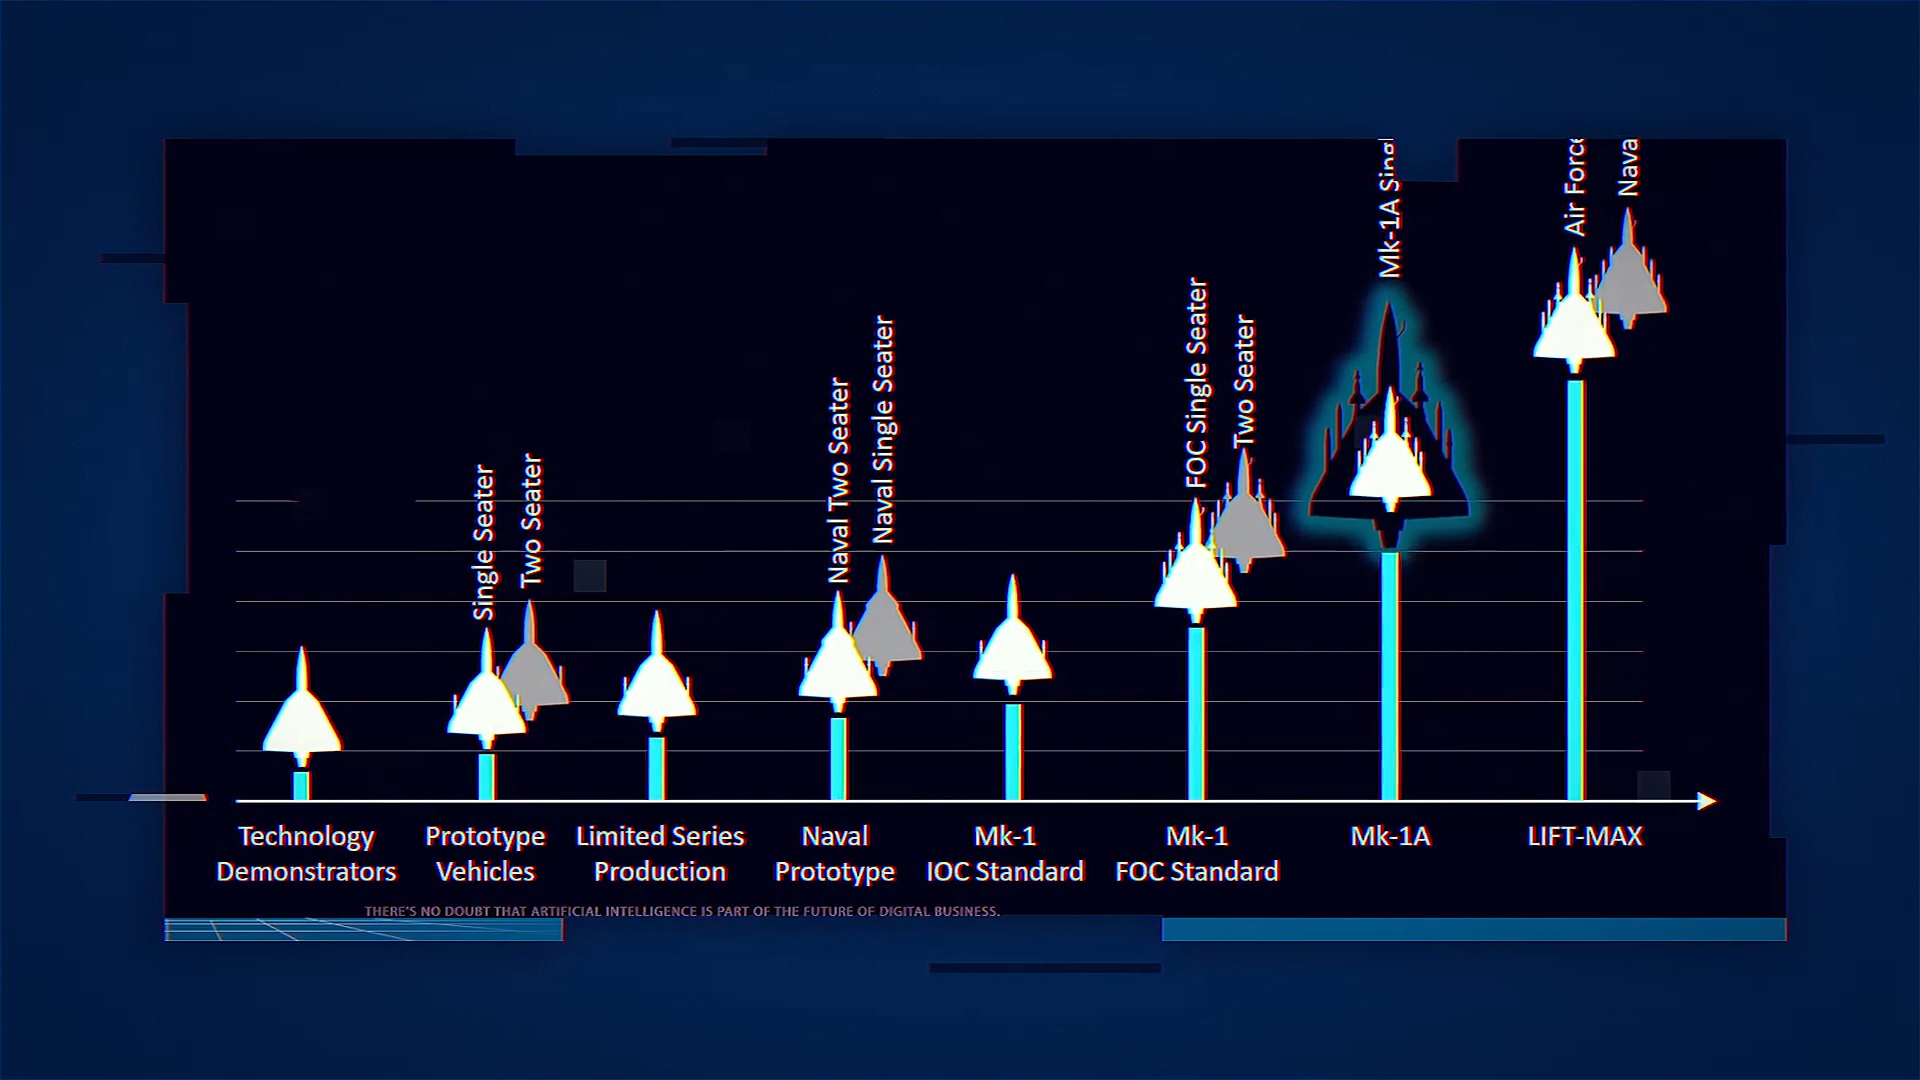 Single Seater
Two Seater
Naval Two Seater
Naval Single Seater
FOC Single Seater
Two Seater
Mk-1A
Air Force
Technology
Demonstrators
Prototype
Vehicles
Limited Series
Production
Naval
Prototype
Mk-1
IOC Standard
Mk-1
FOC Standard
Mk-1A
LIFT-MAX
THERE'S NO DOUBT THAT ARTIFICIAL INTELLIGENCE IS PART OF THE FUTURE OF DIGITAL BUSINESS.